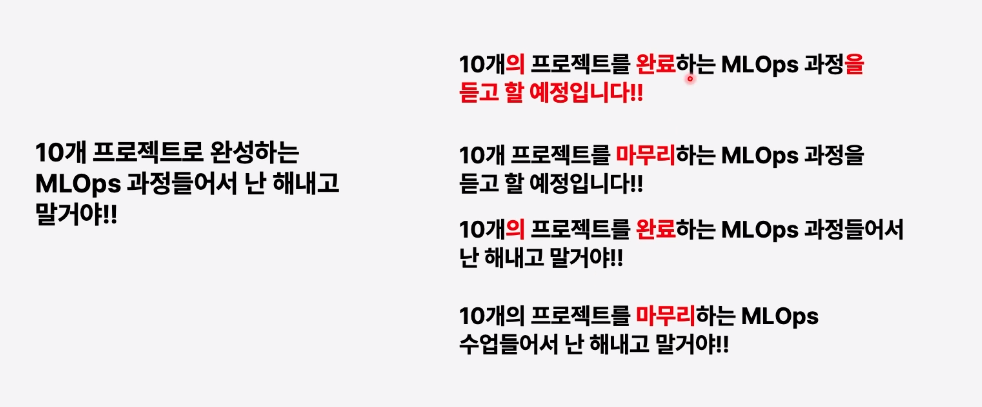 10개 프로젝트로 완성하는
MLOps 과정들어서 난 해내고
말거야!!
10개의 프로젝트를 완료하는 MLOps 과정을
듣고 할 예정입니다!!
10개 프로젝트를 마무리하는 MLOps 과정을
듣고 할 예정입니다!!
10개의 프로젝트를 완료하는 MLOps 과정들어서
난 해내고 말거야!!
10개의 프로젝트를 마무리하는 MLOps
수업들어서 난 해내고 말거야!!